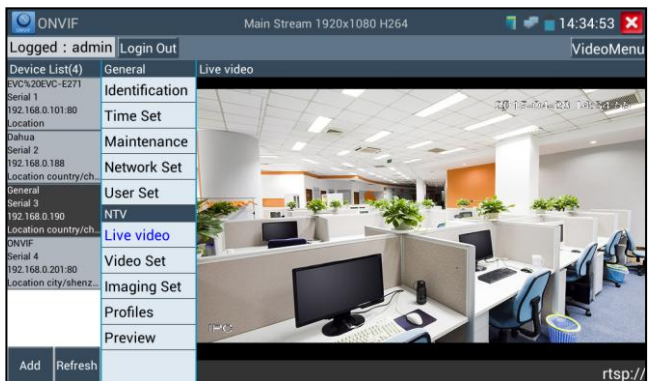 ONVIF
Main Stream 1920x1080 H264
14:34:53
Logged : admin
Login Out
VideoMenu
Device List(4)
EVC%20EVC-E271
Serial 1
192.168.0.101:80
Location
Dahua
Serial 2
192.168.0.188
Location country/ch...
General
Serial 3
192.168.0.190
Location country/ch...
ONVIF
Serial 4
192.168.0.201:80
Location city/shenz...
Add
Refresh
General
Identification
Time Set
Maintenance
Network Set
User Set
NTV
Live video
Video Set
Imaging Set
Profiles
Preview
Live video
IPC
rtsp://